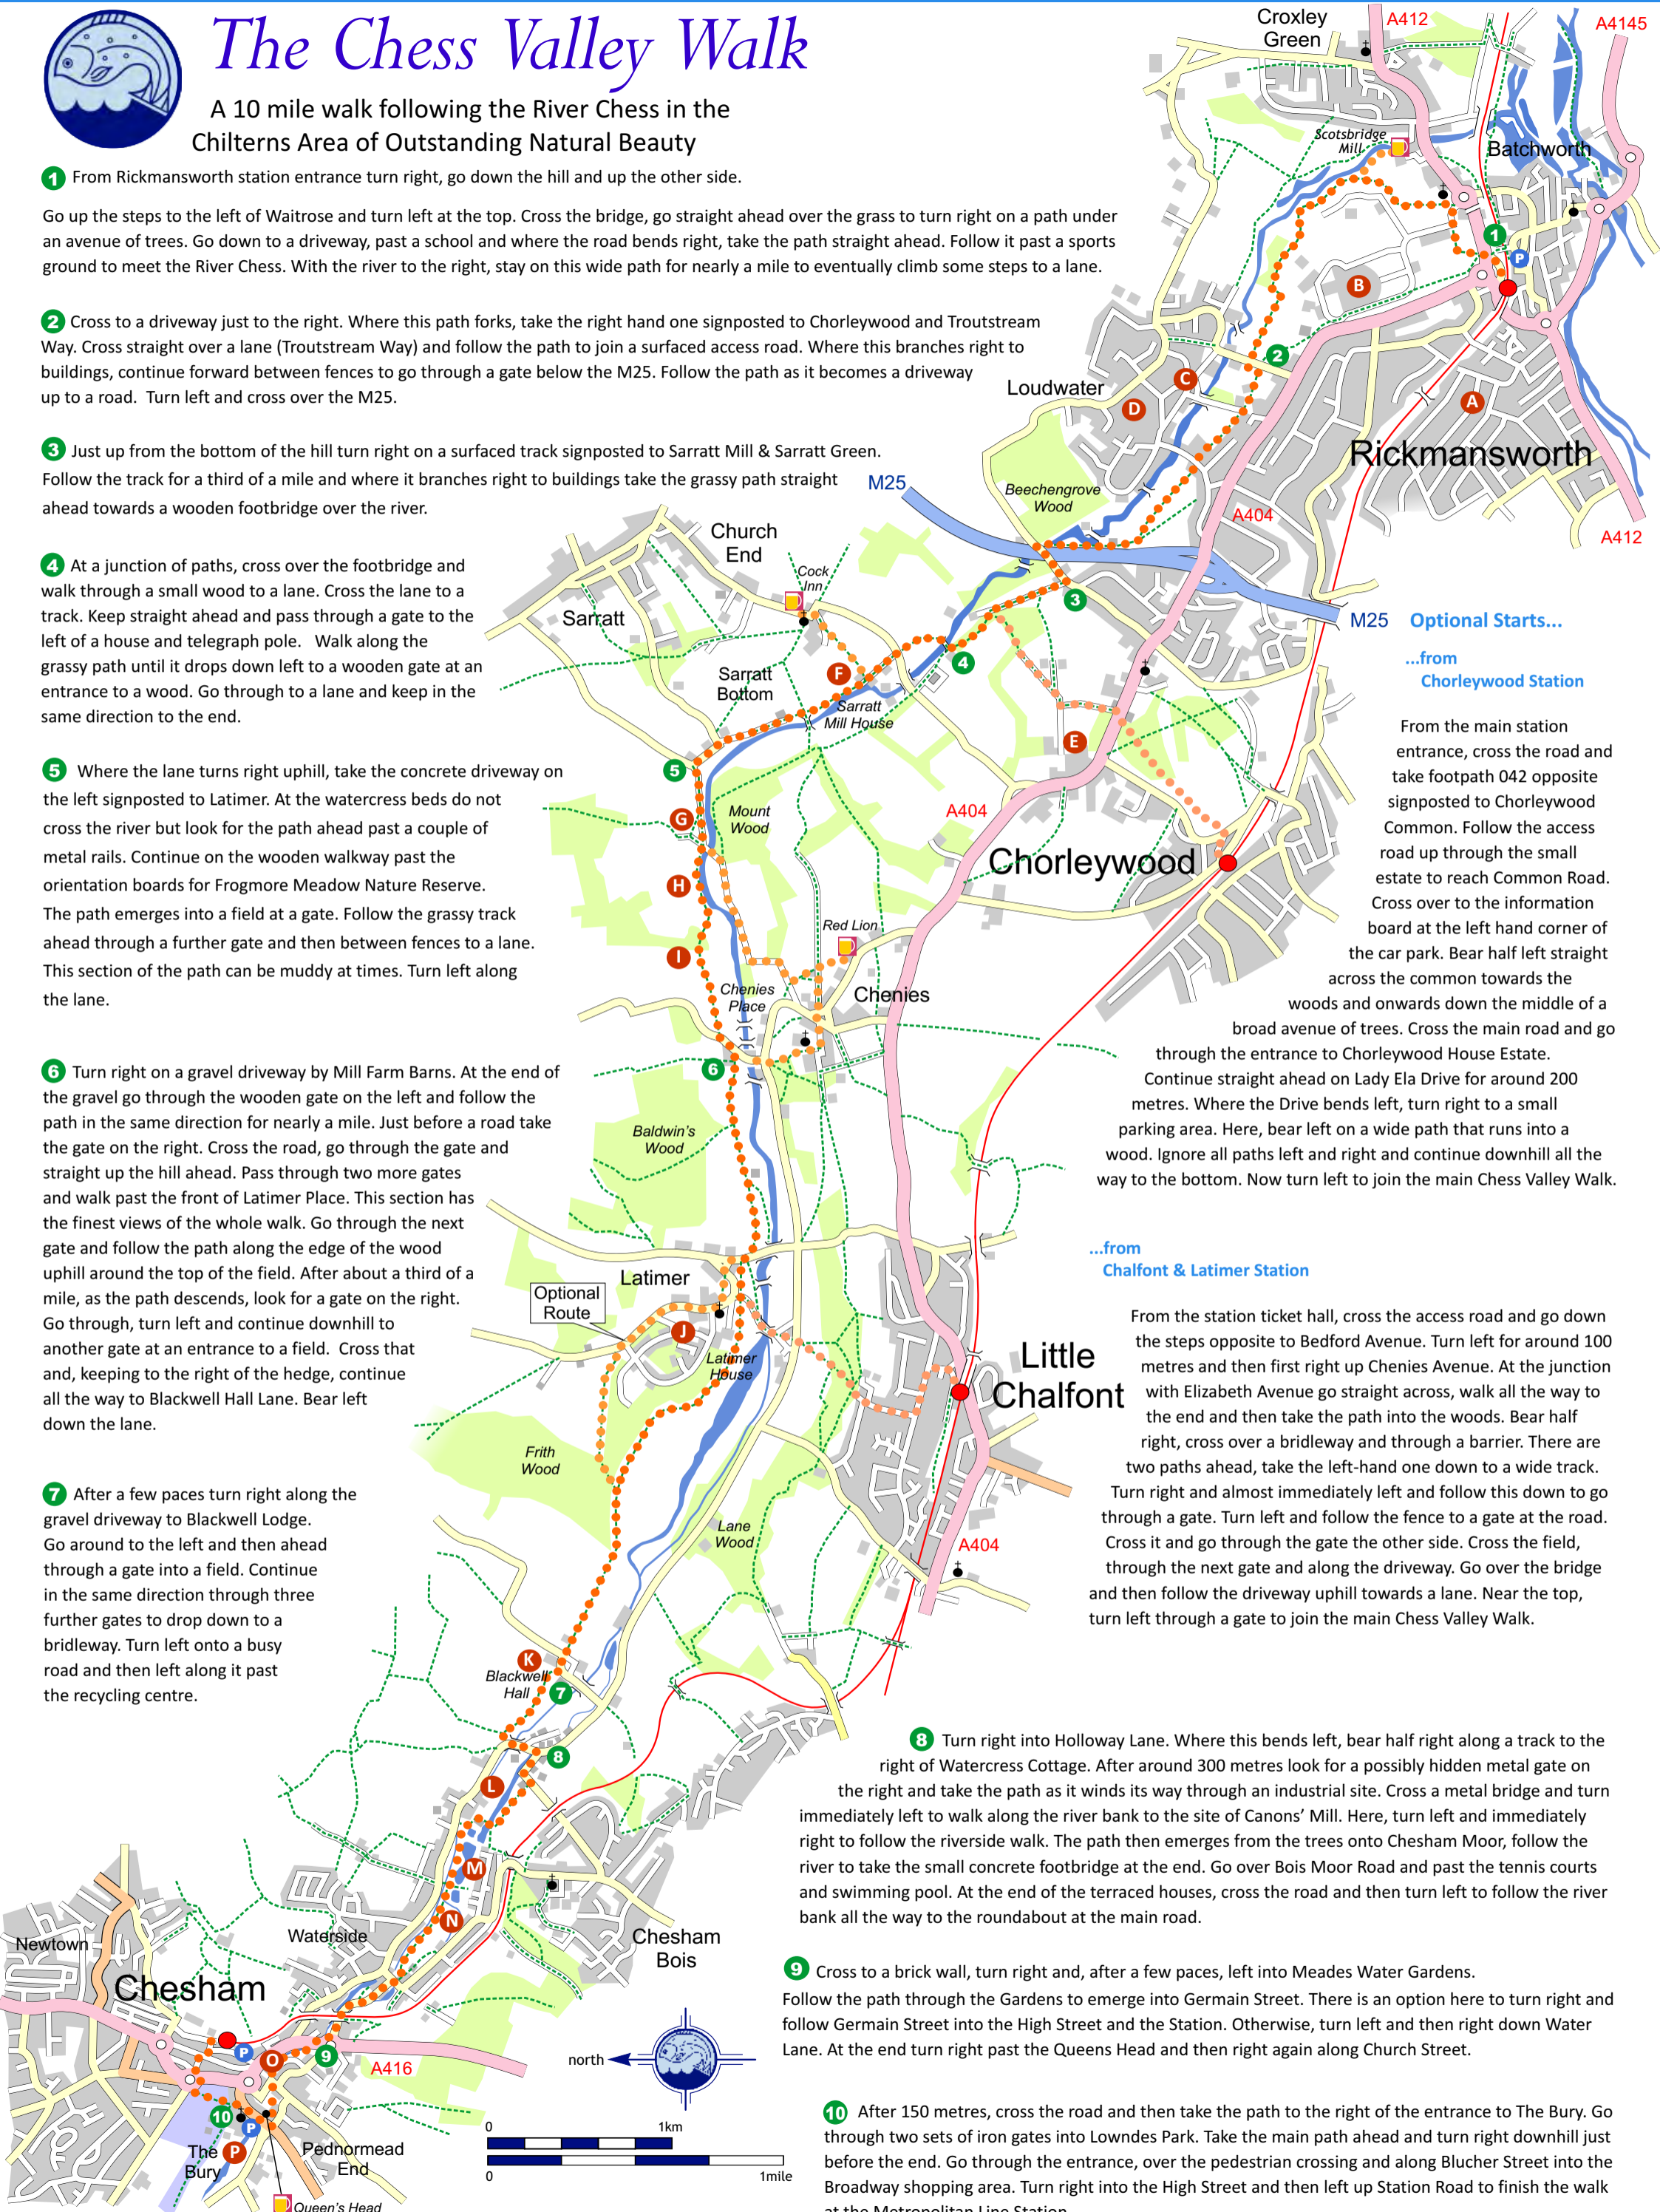 The Chess Valley Walk
A 10 mile walk following the River Chess in the
Chilterns Area of Outstanding Natural Beauty
1 From Rickmansworth station entrance turn right, go down the hill and up the other side.
Go up the steps to the left of Waitrose and turn left at the top. Cross the bridge, go straight ahead over the grass to turn right on a path under
an avenue of trees. Go down to a driveway, past a school and where the road bends right, take the path straight ahead. Follow it past a sports
ground to meet the River Chess. With the river to the right, stay on this wide path for nearly a mile to eventually climb some steps to a lane.
2 Cross to a driveway just to the right. Where this path forks, take the right hand one signposted to Chorleywood and Troutstream
Way. Cross straight over a lane (Troutstream Way) and follow the path to join a surfaced access road. Where this branches right to
buildings, continue forward between fences to go through a gate below the M25. Follow the path as it becomes a driveway
up to a road. Turn left and cross over the M25.
3 Just up from the bottom of the hill turn right on a surfaced track signposted to Sarratt Mill & Sarratt Green.
Follow the track for a third of a mile and where it branches right to buildings take the grassy path straight
ahead towards a wooden footbridge over the river.
4 At a junction of paths, cross over the footbridge and
walk through a small wood to a lane. Cross the lane to a
track. Keep straight ahead and pass through a gate to the
left of a house and telegraph pole. Walk along the
grassy path until it drops down left to a wooden gate at an
entrance to a wood. Go through to a lane and keep in the
same direction to the end.
5 Where the lane turns right uphill, take the concrete driveway on
the left signposted to Latimer. At the watercress beds do not
cross the river but look for the path ahead past a couple of
metal rails. Continue on the wooden walkway past the
orientation boards for Frogmore Meadow Nature Reserve.
The path emerges into a field at a gate. Follow the grassy track
ahead through a further gate and then between fences to a lane.
This section of the path can be muddy at times. Turn left along
the lane.
6 Turn right on a gravel driveway by Mill Farm Barns. At the end of
the gravel go through the wooden gate on the left and follow the
path in the same direction for nearly a mile. Just before a road take
the gate on the right. Cross the road, go through the gate and
straight up the hill ahead. Pass through two more gates
and walk past the front of Latimer Place. This section has
the finest views of the whole walk. Go through the next
gate and follow the path along the edge of the wood
uphill around the top of the field. After about a third of a
mile, as the path descends, look for a gate on the right.
Go through, turn left and continue downhill to
another gate at an entrance to a field. Cross that
and, keeping to the right of the hedge, continue
all the way to Blackwell Hall Lane. Bear left
down the lane.
7 After a few paces turn right along the
gravel driveway to Blackwell Lodge.
Go around to the left and then ahead
through a gate into a field. Continue
in the same direction through three
further gates to drop down to a
bridleway. Turn left onto a busy
road and then left along it past
the recycling centre.
Optional Starts...
...from
Chorleywood Station
From the main station
entrance, cross the road and
take footpath 042 opposite
signposted to Chorleywood
Common. Follow the access
road up through the small
estate to reach Common Road.
Cross over to the information
board at the left hand corner of
the car park. Bear half left straight
across the common towards the
woods and onwards down the middle of a
broad avenue of trees. Cross the main road and go
through the entrance to Chorleywood House Estate.
Continue straight ahead on Lady Ela Drive for around 200
metres. Where the Drive bends left, turn right to a small
parking area. Here, bear left on a wide path that runs into a
wood. Ignore all paths left and right and continue downhill all the
way to the bottom. Now turn left to join the main Chess Valley Walk.
...from
Chalfont & Latimer Station
From the station ticket hall, cross the access road and go down
the steps opposite to Bedford Avenue. Turn left for around 100
metres and then first right up Chenies Avenue. At the junction
with Elizabeth Avenue go straight across, walk all the way to
the end and then take the path into the woods. Bear half
right, cross over a bridleway and through a barrier. There are
two paths ahead, take the left-hand one down to a wide track.
Turn right and almost immediately left and follow this down to go
through a gate. Turn left and follow the fence to a gate at the road.
Cross it and go through the gate the other side. Cross the field,
through the next gate and along the driveway. Go over the bridge
and then follow the driveway uphill towards a lane. Near the top,
turn left through a gate to join the main Chess Valley Walk.
8 Turn right into Holloway Lane. Where this bends left, bear half right along a track to the
right of Watercress Cottage. After around 300 metres look for a possibly hidden metal gate on
the right and take the path as it winds its way through an industrial site. Cross a metal bridge and turn
immediately left to walk along the river bank to the site of Canons' Mill. Here, turn left and immediately
right to follow the riverside walk. The path then emerges from the trees onto Chesham Moor, follow the
river to take the small concrete footbridge at the end. Go over Bois Moor Road and past the tennis courts
and swimming pool. At the end of the terraced houses, cross the road and then turn left to follow the river
bank all the way to the roundabout at the main road.
9 Cross to a brick wall, turn right and, after a few paces, left into Meades Water Gardens.
Follow the path through the Gardens to emerge into Germain Street. There is an option here to turn right and
follow Germain Street into the High Street and the Station. Otherwise, turn left and then right down Water
Lane. At the end turn right past the Queens Head and then right again along Church Street.
10 After 150 metres, cross the road and then take the path to the right of the entrance to The Bury. Go
through two sets of iron gates into Lowndes Park. Take the main path ahead and turn right downhill just
before the end. Go through the entrance, over the pedestrian crossing and along Blucher Street into the
Broadway shopping area. Turn right into the High Street and then left up Station Road to finish the walk
at the Metropolitan Line Station
Croxley
Green
A412
A4145
Scotsbridge
Mill
Batchworth
1
P
B
2
C
D
A
Loudwater
Rickmansworth
Beechengrove
Wood
M25
A404
A412
Church
End
Cock
Inn
Sarratt
3
M25
4
F
Sarratt
Bottom
Sarratt
Mill House
E
5
G
Mount
Wood
A404
Chorleywood
H
Red Lion
I
Chenies
Place
Chenies
6
Baldwin's
Wood
Latimer
Optional
Route
J
Latimer
House
Little
Chalfont
Frith
Wood
Lane
Wood
A404
K
Blackwell
Hall
7
8
L
M
N
Waterside
Newtown
Chesham
Chesham
Bois
P
O
9
A416
north
10
P
The
Bury
P
Pednormead
End
Queen's Head
0
1km
0
1mile